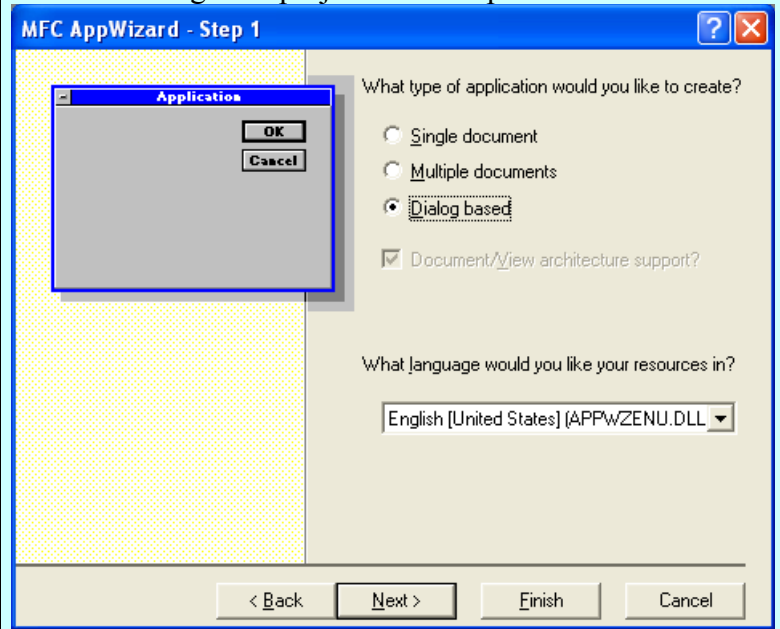 MFC AppWizard - Step 1
Application
OK
Cancel
What type of application would you like to create?
Single document
Multiple documents
Dialog based
Document/View architecture support?
What language would you like your resources in?
English [United States] (APPWZENU.DLL
< Back
Next >
Finish
Cancel